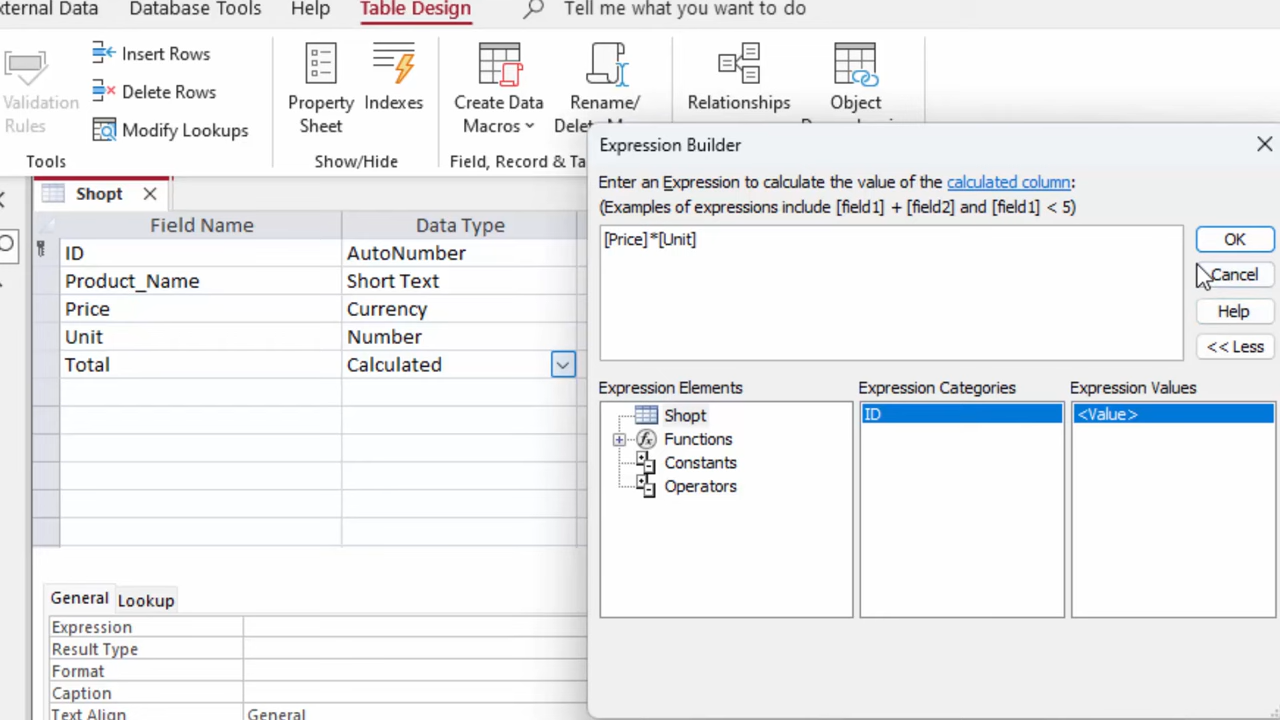 ternal Data Database Tools Help Table Design Tell me what you want to do
Validation Rules
Insert Rows
Delete Rows
Modify Lookups
Tools
Property Sheet
Indexes
Show/Hide
Create Data Macros
Rename/
Delet
Field, Record & Ta
Relationships
Object
Shopt
Field Name Data Type
ID AutoNumber
Product_Name Short Text
Price Currency
Unit Number
Total Calculated
General Lookup
Expression
Result Type
Format
Caption
Text Align General
Expression Builder
Enter an Expression to calculate the value of the calculated column:
(Examples of expressions include [field1] + [field2] and [field1] < 5)
[Price]*[Unit]
OK
Cancel
Help
<< Less
Expression Elements Expression Categories Expression Values
Shopt ID <Value>
Functions
Constants
Operators